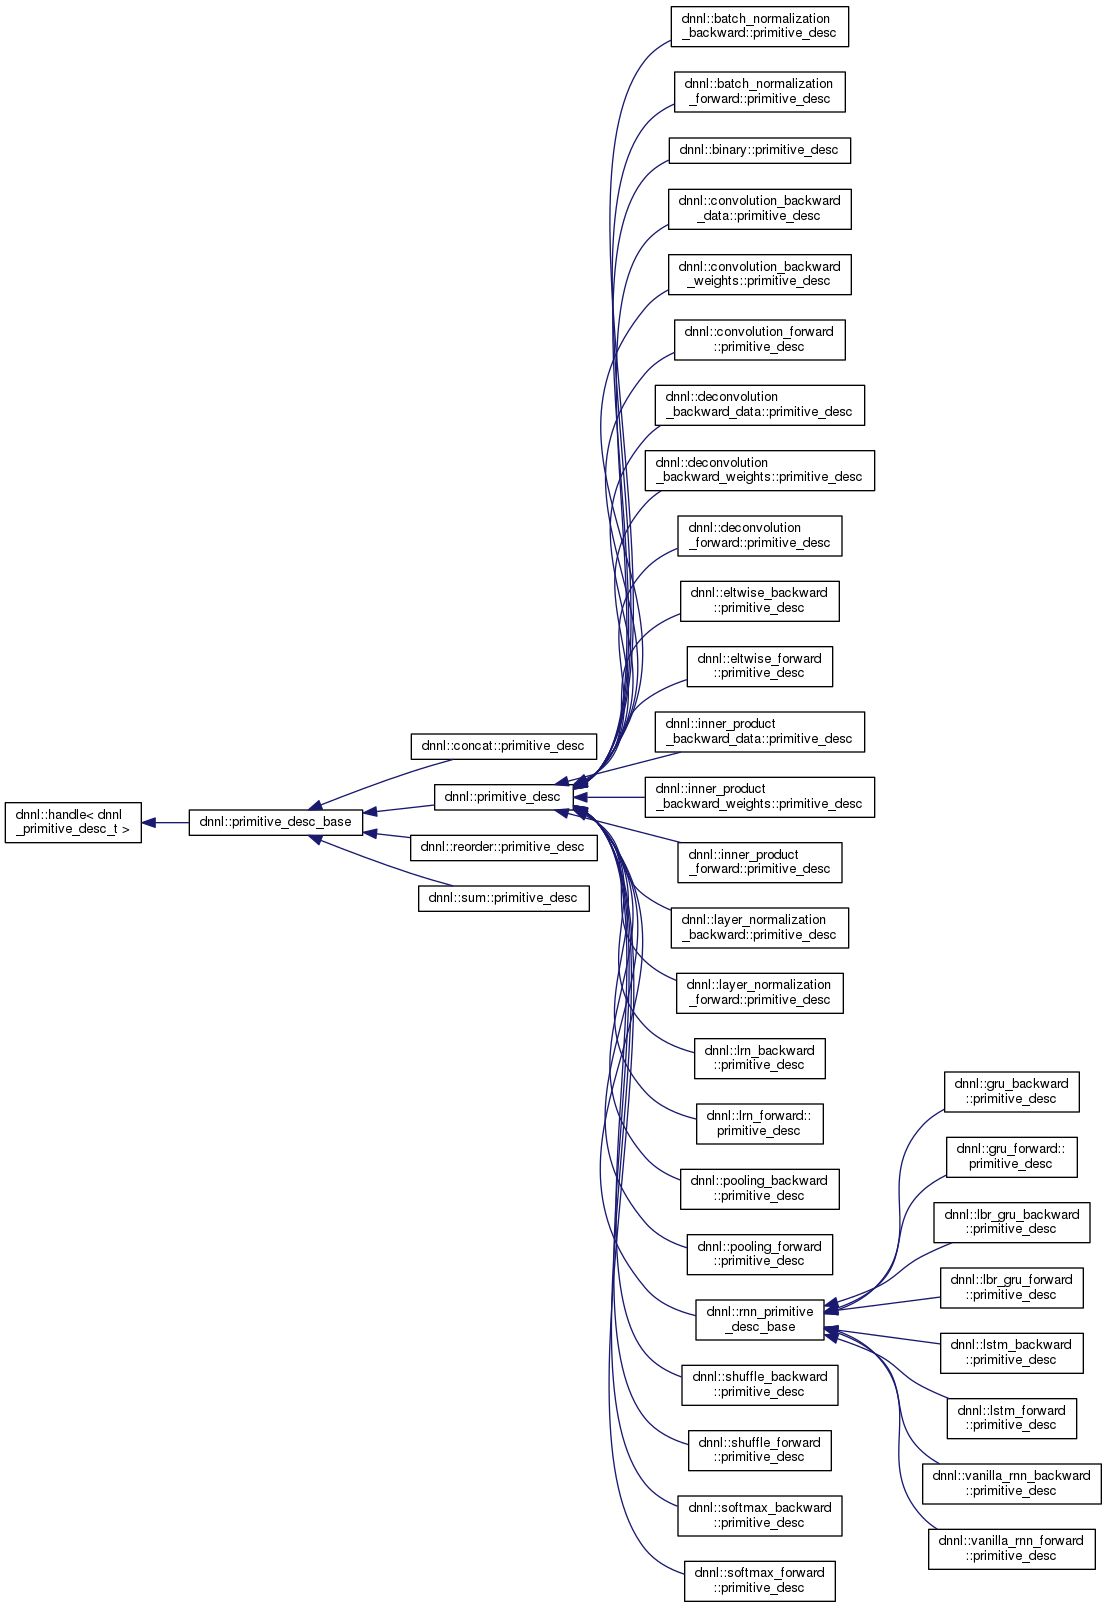 dnnl::handle< dnnl
_primitive_desc_t >
dnnl::primitive_desc_base
dnnl::concat::primitive_desc
dnnl::primitive_desc
dnnl::reorder::primitive_desc
dnnl::sum::primitive_desc
dnnl::batch_normalization
_backward::primitive_desc
dnnl::batch_normalization
_forward::primitive_desc
dnnl::binary::primitive_desc
dnnl::convolution_backward
_data::primitive_desc
dnnl::convolution_backward
_weights::primitive_desc
dnnl::convolution_forward
::primitive_desc
dnnl::deconvolution
_backward_data::primitive_desc
dnnl::deconvolution
_backward_weights::primitive_desc
dnnl::deconvolution
_forward::primitive_desc
dnnl::eltwise_backward
::primitive_desc
dnnl::eltwise_forward
::primitive_desc
dnnl::inner_product
_backward_data::primitive_desc
dnnl::inner_product
_backward_weights::primitive_desc
dnnl::inner_product
_forward::primitive_desc
dnnl::layer_normalization
_backward::primitive_desc
dnnl::layer_normalization
_forward::primitive_desc
dnnl::lrn_backward
::primitive_desc
dnnl::lrn_forward::
primitive_desc
dnnl::pooling_backward
::primitive_desc
dnnl::pooling_forward
::primitive_desc
dnnl::rnn_primitive
_desc_base
dnnl::shuffle_backward
::primitive_desc
dnnl::shuffle_forward
::primitive_desc
dnnl::softmax_backward
::primitive_desc
dnnl::softmax_forward
::primitive_desc
dnnl::gru_backward
::primitive_desc
dnnl::gru_forward::
primitive_desc
dnnl::lbr_gru_backward
::primitive_desc
dnnl::lbr_gru_forward
::primitive_desc
dnnl::lstm_backward
::primitive_desc
dnnl::lstm_forward
::primitive_desc
dnnl::vanilla_rnn_backward
::primitive_desc
dnnl::vanilla_rnn_forward
::primitive_desc